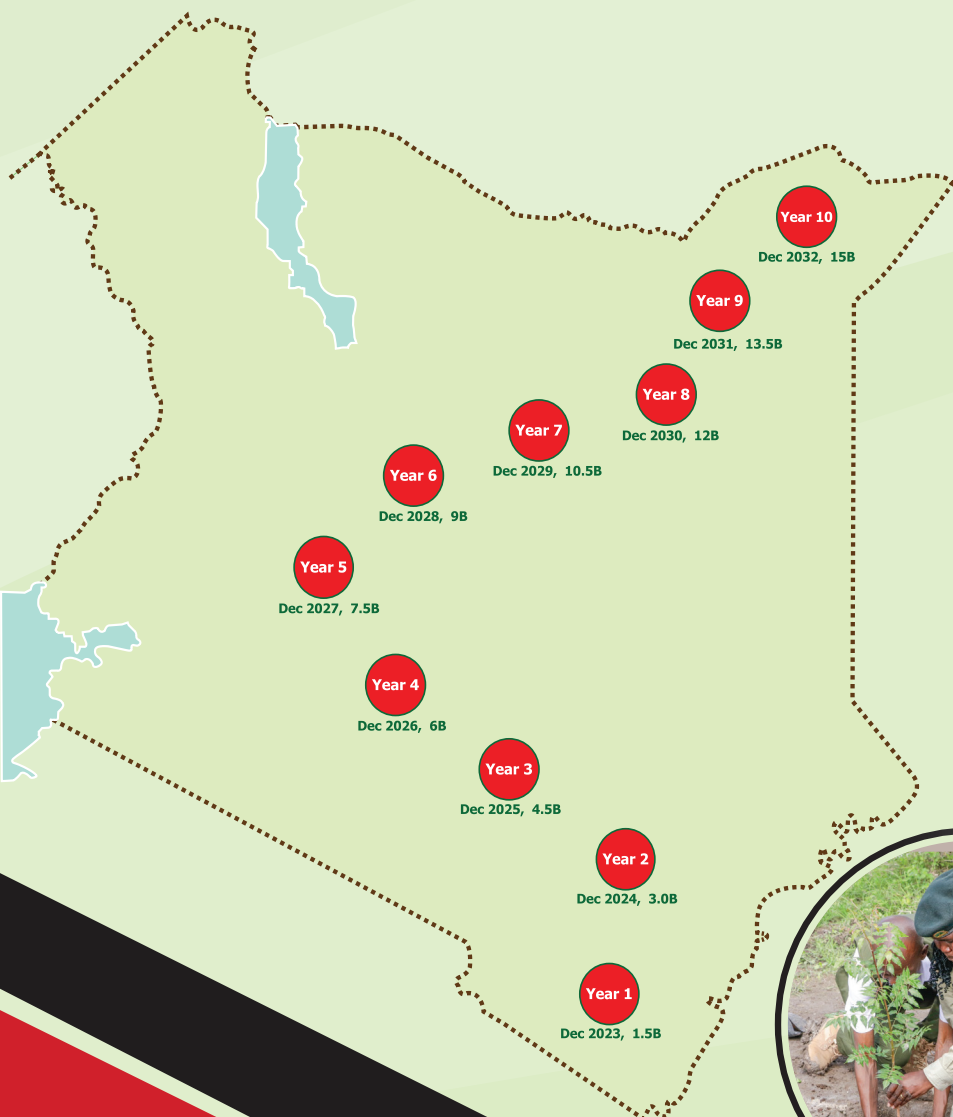 Year 10
Dec 2032, 15B
Year 9
Dec 2031, 13.5B
Year 8
Dec 2030, 12B
Year 7
Dec 2029, 10.5B
Year 6
Dec 2028, 9B
Year 5
Dec 2027, 7.5B
Year 4
Dec 2026, 6B
Year 3
Dec 2025, 4.5B
Year 2
Dec 2024, 3.0B
Year 1
Dec 2023, 1.5B